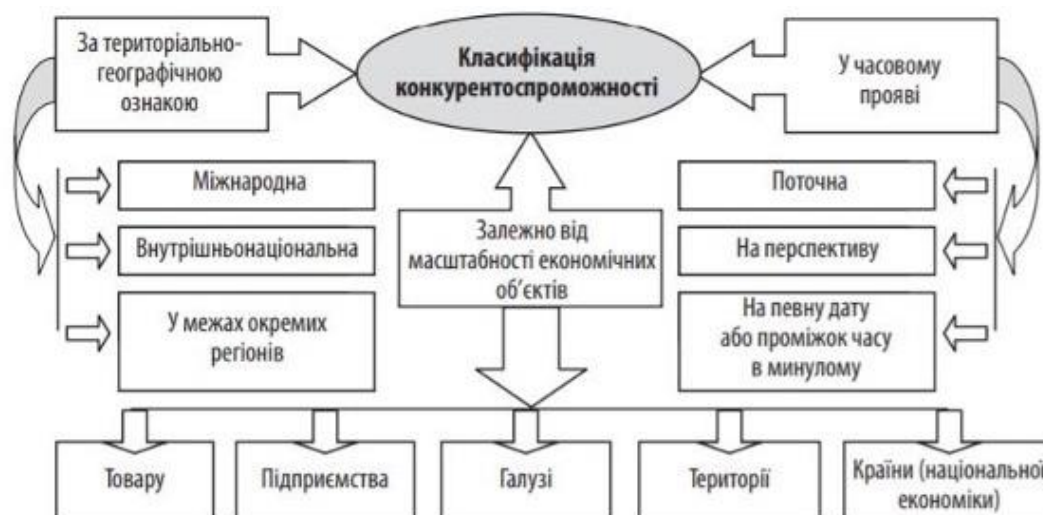 За територіально-
географічною
ознакою
Класифікація
конкурентоспроможності
У часовому
прояві
Міжнародна
Внутрішньонаціональна
У межах окремих
регіонів
Залежно від
масштабності економічних
об’єктів
Поточна
На перспективу
На певну дату
або проміжок часу
в минулому
Товару
Підприємства
Галузі
Території
Країни (національної
економіки)